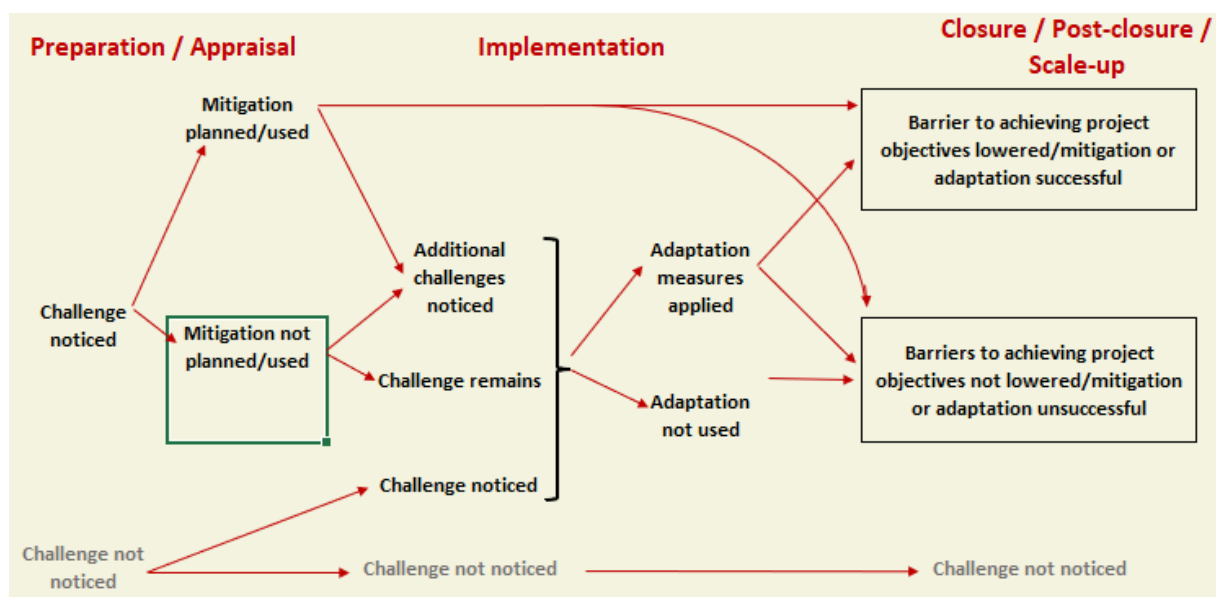 Preparation / Appraisal
Implementation
Closure / Post-closure /
Scale-up
Mitigation
planned/used
Barrier to achieving project
objectives lowered/mitigation or
adaptation successful
Additional
challenges
noticed
Adaptation
measures
applied
Challenge
noticed
Mitigation not
planned/used
Challenge remains
Barriers to achieving project
objectives not lowered/mitigation
or adaptation unsuccessful
Adaptation
not used
Challenge noticed
Challenge not
noticed
Challenge not noticed
Challenge not noticed